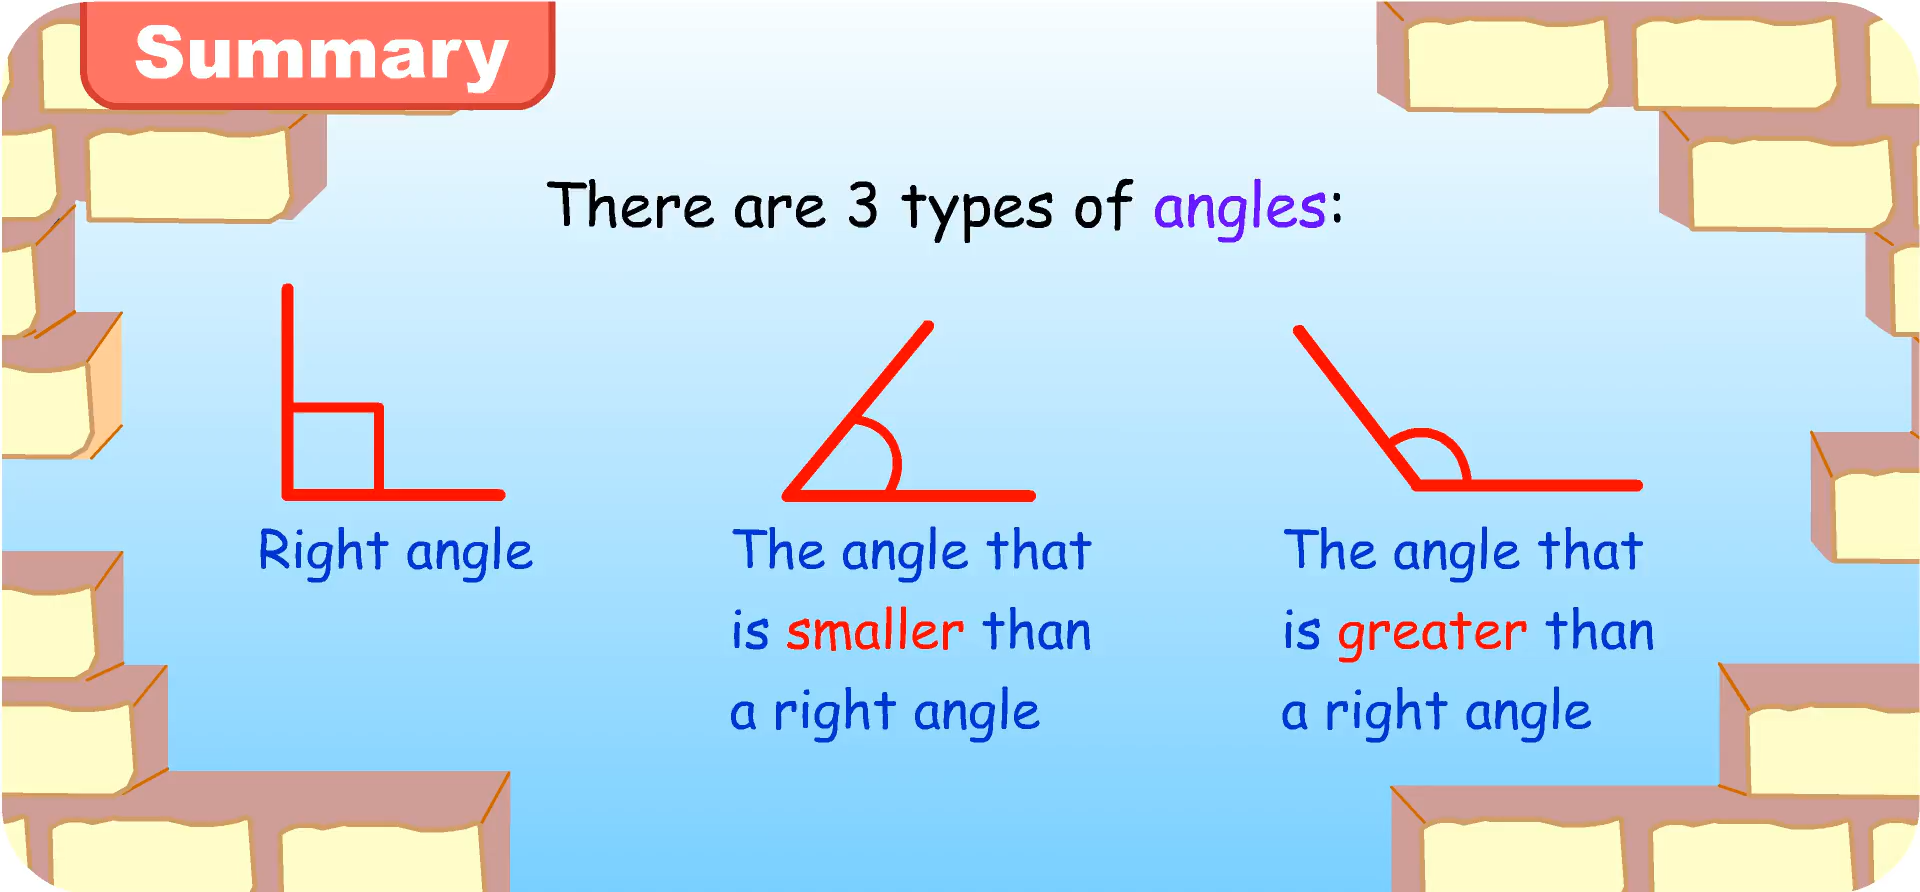 Summary
There are 3 types of angles:
Right angle
The angle that
is smaller than
a right angle
The angle that
is greater than
a right angle